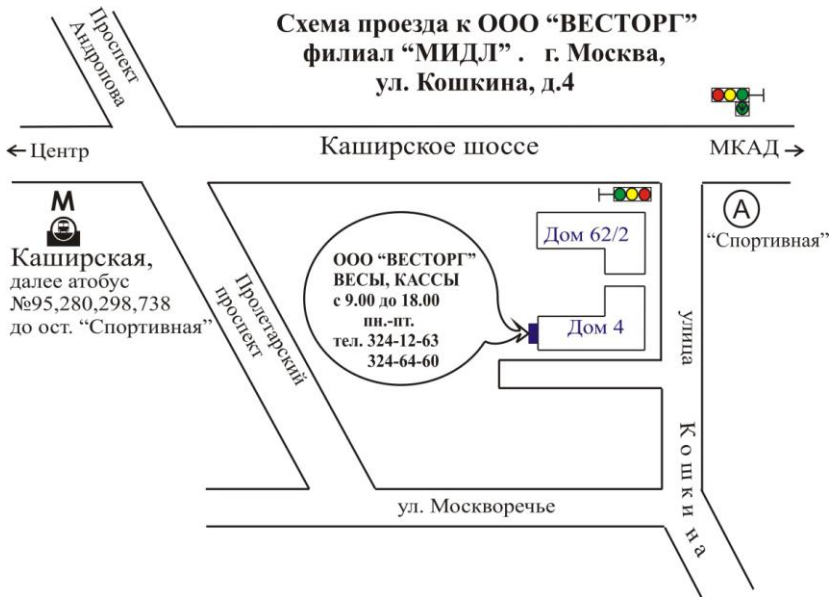 Схема проезда к ООО “ВЕСТОРГ”
филиал “МИДЛ” . г. Москва,
ул. Кошкина, д.4
Проспект
Андропова
←Центр
Каширское шоссе
МКАД→
М
Каширская,
далее атобус
№95,280,298,738
до ост. “Спортивная”
Пролетарский
проспект
ООО “ВЕСТОРГ”
ВЕСЫ, КАССЫ
с 9.00 до 18.00
пн.-пт.
тел. 324-12-63
324-64-60
Дом 62/2
Дом 4
А
“Спортивная”
улица
Кошкина
ул. Москворечье